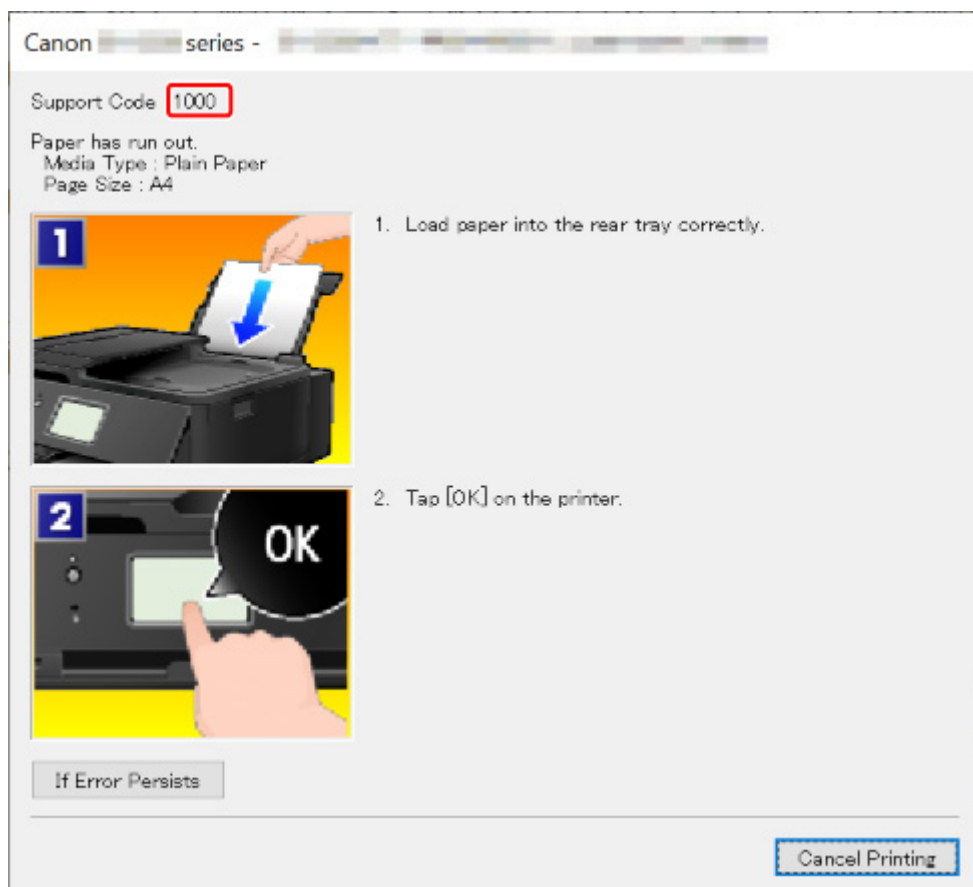 Canon series -
Support Code 1000
Paper has run out.
Media Type : Plain Paper
Page Size : A4
1
1. Load paper into the rear tray correctly.
2
OK
2. Tap [OK] on the printer.
If Error Persists
Cancel Printing